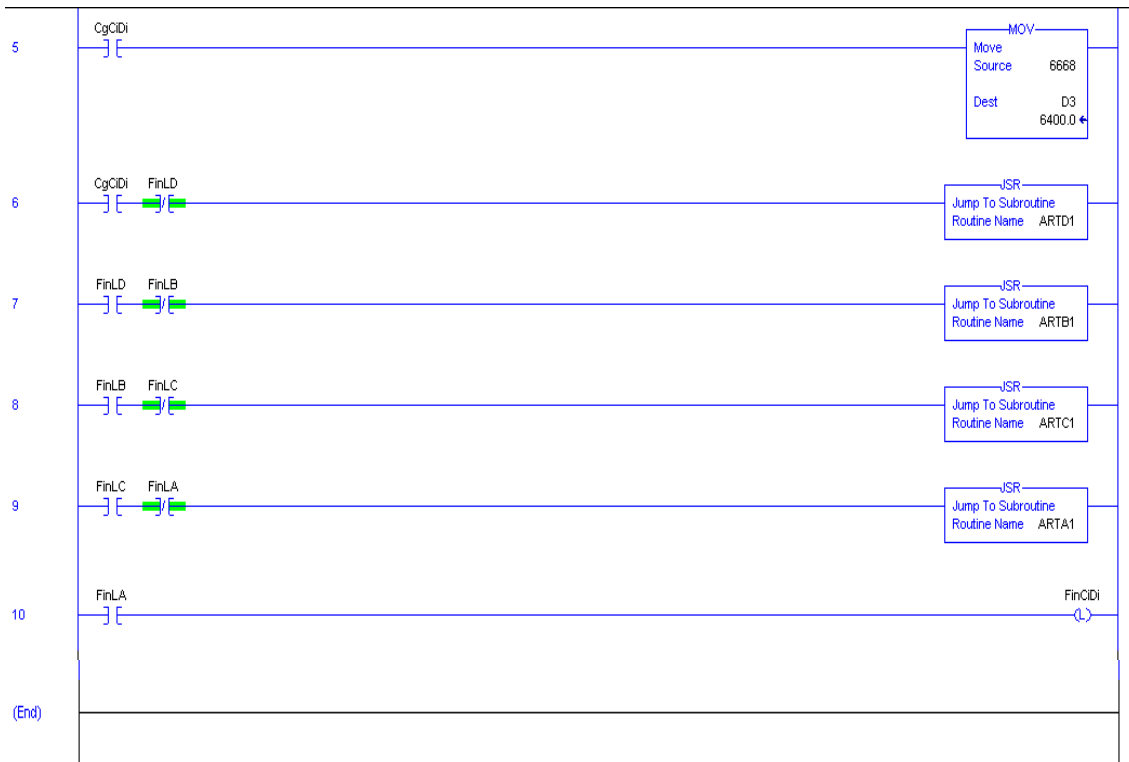 CgCiDi
5
MOV
Move
Source 6668
Dest D3
6400.0
CgCiDi FinLD
6
JSR
Jump To Subroutine
Routine Name ARTD1
FinLD FinLB
7
JSR
Jump To Subroutine
Routine Name ARTB1
FinLB FinLC
8
JSR
Jump To Subroutine
Routine Name ARTC1
FinLC FinLA
9
JSR
Jump To Subroutine
Routine Name ARTA1
FinLA FinCiDi
10
L
(End)